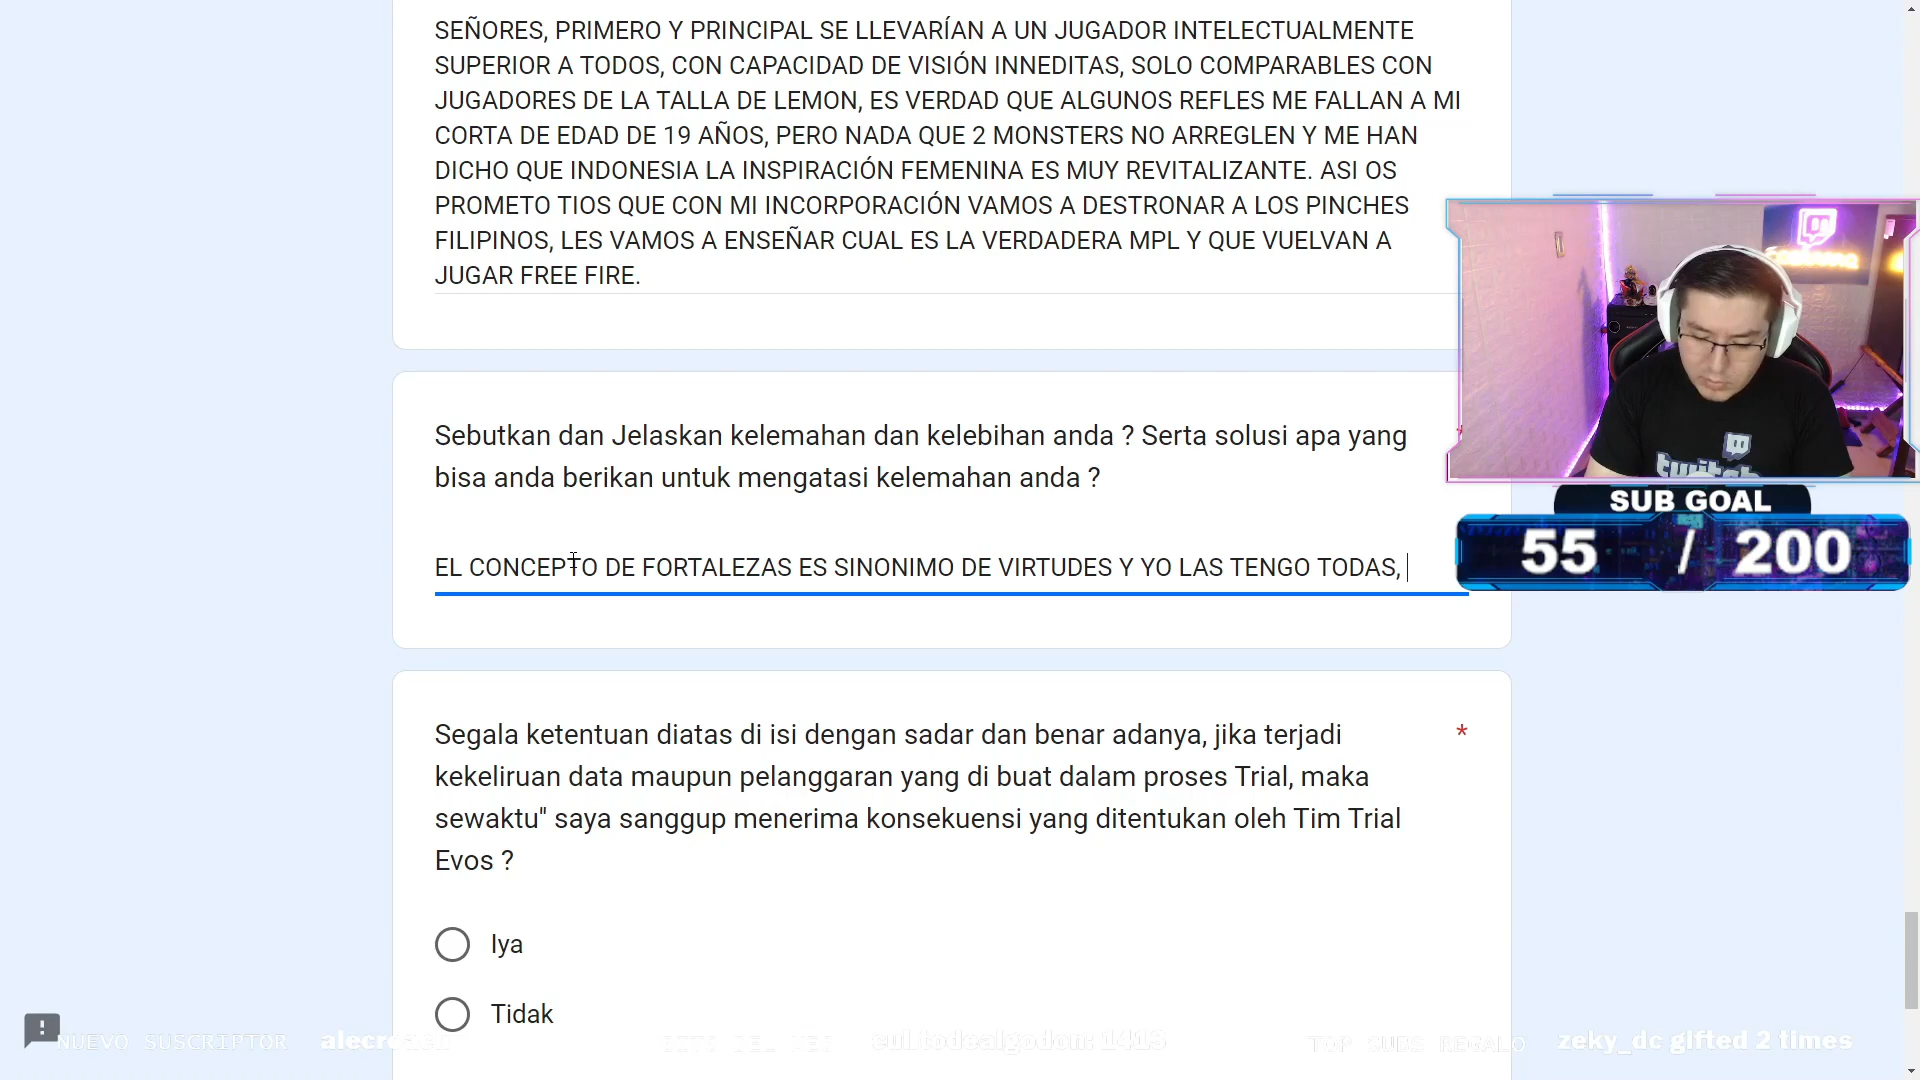 SEÑORES, PRIMERO Y PRINCIPAL SE LLEVARÍAN A UN JUGADOR INTELECTUALMENTE
SUPERIOR A TODOS, CON CAPACIDAD DE VISIÓN INNEDITAS, SOLO COMPARABLES CON
JUGADORES DE LA TALLA DE LEMON, ES VERDAD QUE ALGUNOS REFLES ME FALLAN A MI
CORTA DE EDAD DE 19 AÑOS, PERO NADA QUE 2 MONSTERS NO ARREGLEN Y ME HAN
DICHO QUE INDONESIA LA INSPIRACIÓN FEMENINA ES MUY REVITALIZANTE. ASI OS
PROMETO TIOS QUE CON MI INCORPORACIÓN VAMOS A DESTRONAR A LOS PINCHES
FILIPINOS, LES VAMOS A ENSEÑAR CUAL ES LA VERDADERA MPL Y QUE VUELVAN A
JUGAR FREE FIRE.
Sebutkan dan Jelaskan kelemahan dan kelebihan anda ? Serta solusi apa yang
bisa anda berikan untuk mengatasi kelemahan anda ?
twitch
SUB GOAL
55 / 200
EL CONCEPTO DE FORTALEZAS ES SINONIMO DE VIRTUDES Y YO LAS TENGO TODAS,
Segala ketentuan diatas di isi dengan sadar dan benar adanya, jika terjadi *
kekeliruan data maupun pelanggaran yang di buat dalam proses Trial, maka
sewaktu" saya sanggup menerima konsekuensi yang ditentukan oleh Tim Trial
Evos ?
Iya
Tidak
NUEVO SUSCRIPTOR
TOP SUBS REGALO zeky_dc gifted 2 times